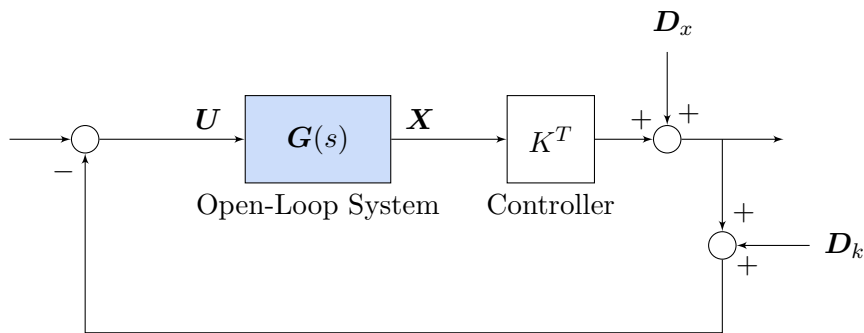 D_x
U
G(s)
X
K^T
+
+
−
Open-Loop System
Controller
+
D_k
+